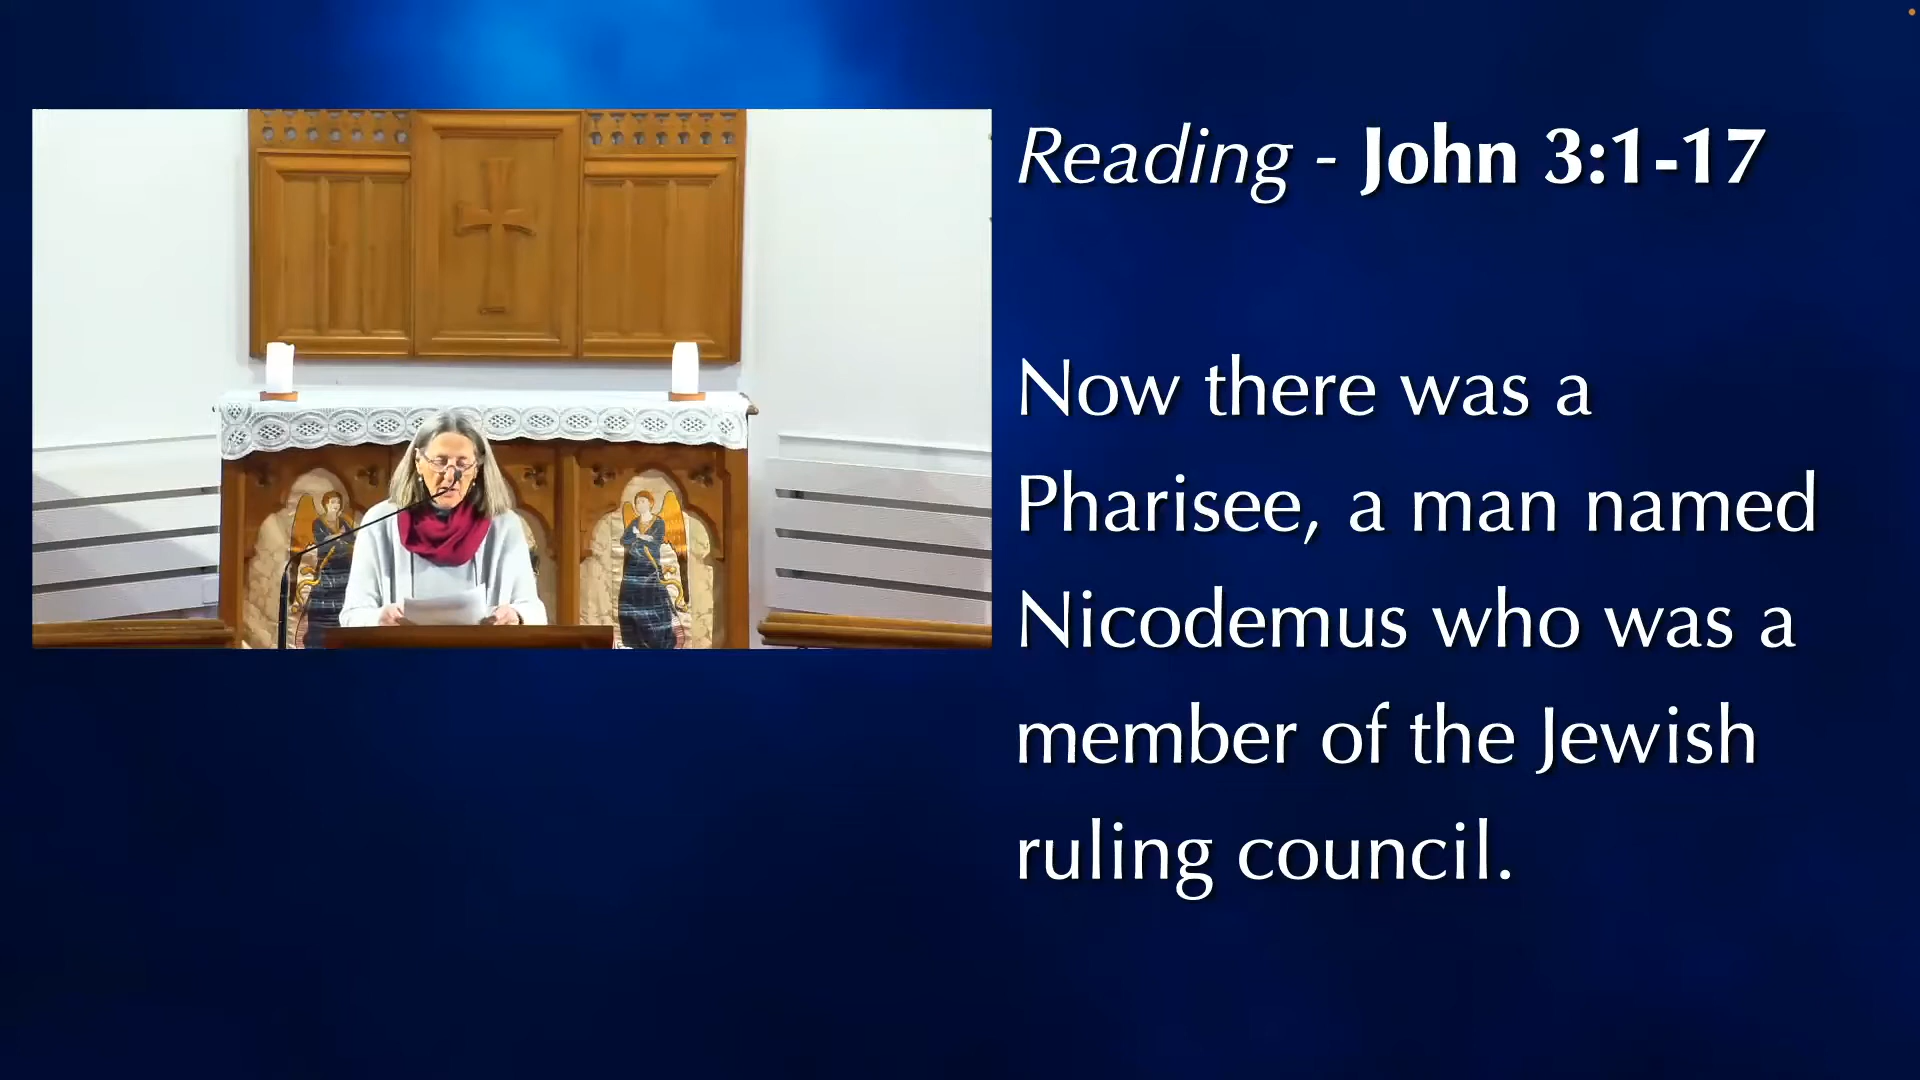 Reading - John 3:1-17
Now there was a
Pharisee, a man named
Nicodemus who was a
member of the Jewish
ruling council.